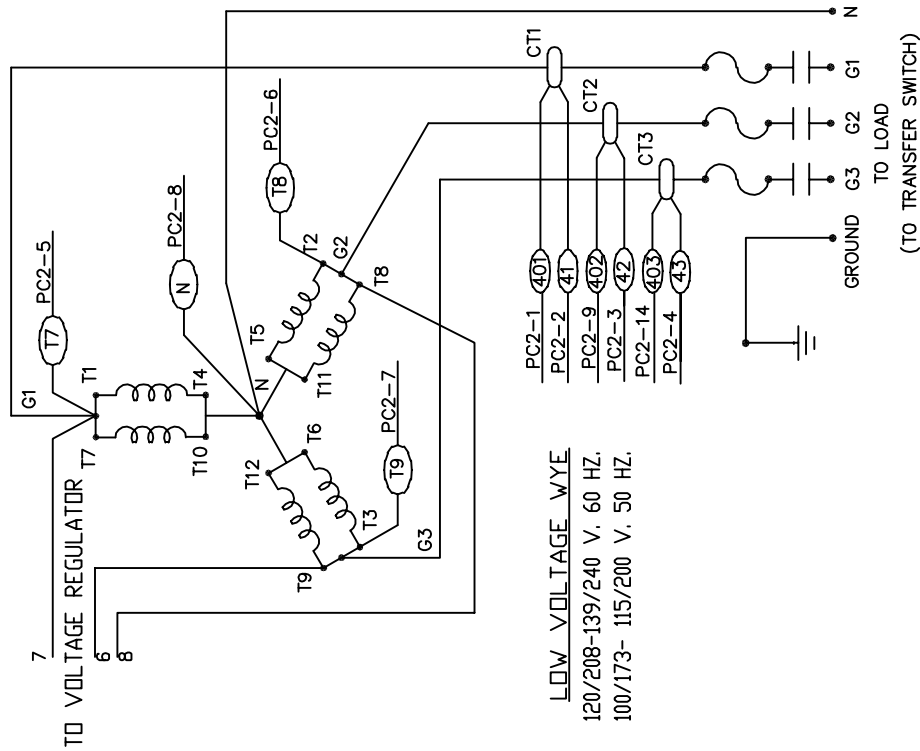 N
G1
G2
G3
TO LOAD
(TO TRANSFER SWITCH)
GROUND
CT1
CT2
CT3
PC2-1 401
PC2-2 41
PC2-9 402
PC2-3 42
PC2-14 403
PC2-4 43
PC2-5
T7
PC2-8
N
PC2-6
T8
PC2-7
T9
G1
T1
T7
T4
T10
N
T2
G2
T8
T5
T11
T12
T6
T9
T3
G3
7
TO VOLTAGE REGULATOR
6
8
LOW VOLTAGE WYE
120/208-139/240 V. 60 HZ.
100/173- 115/200 V. 50 HZ.